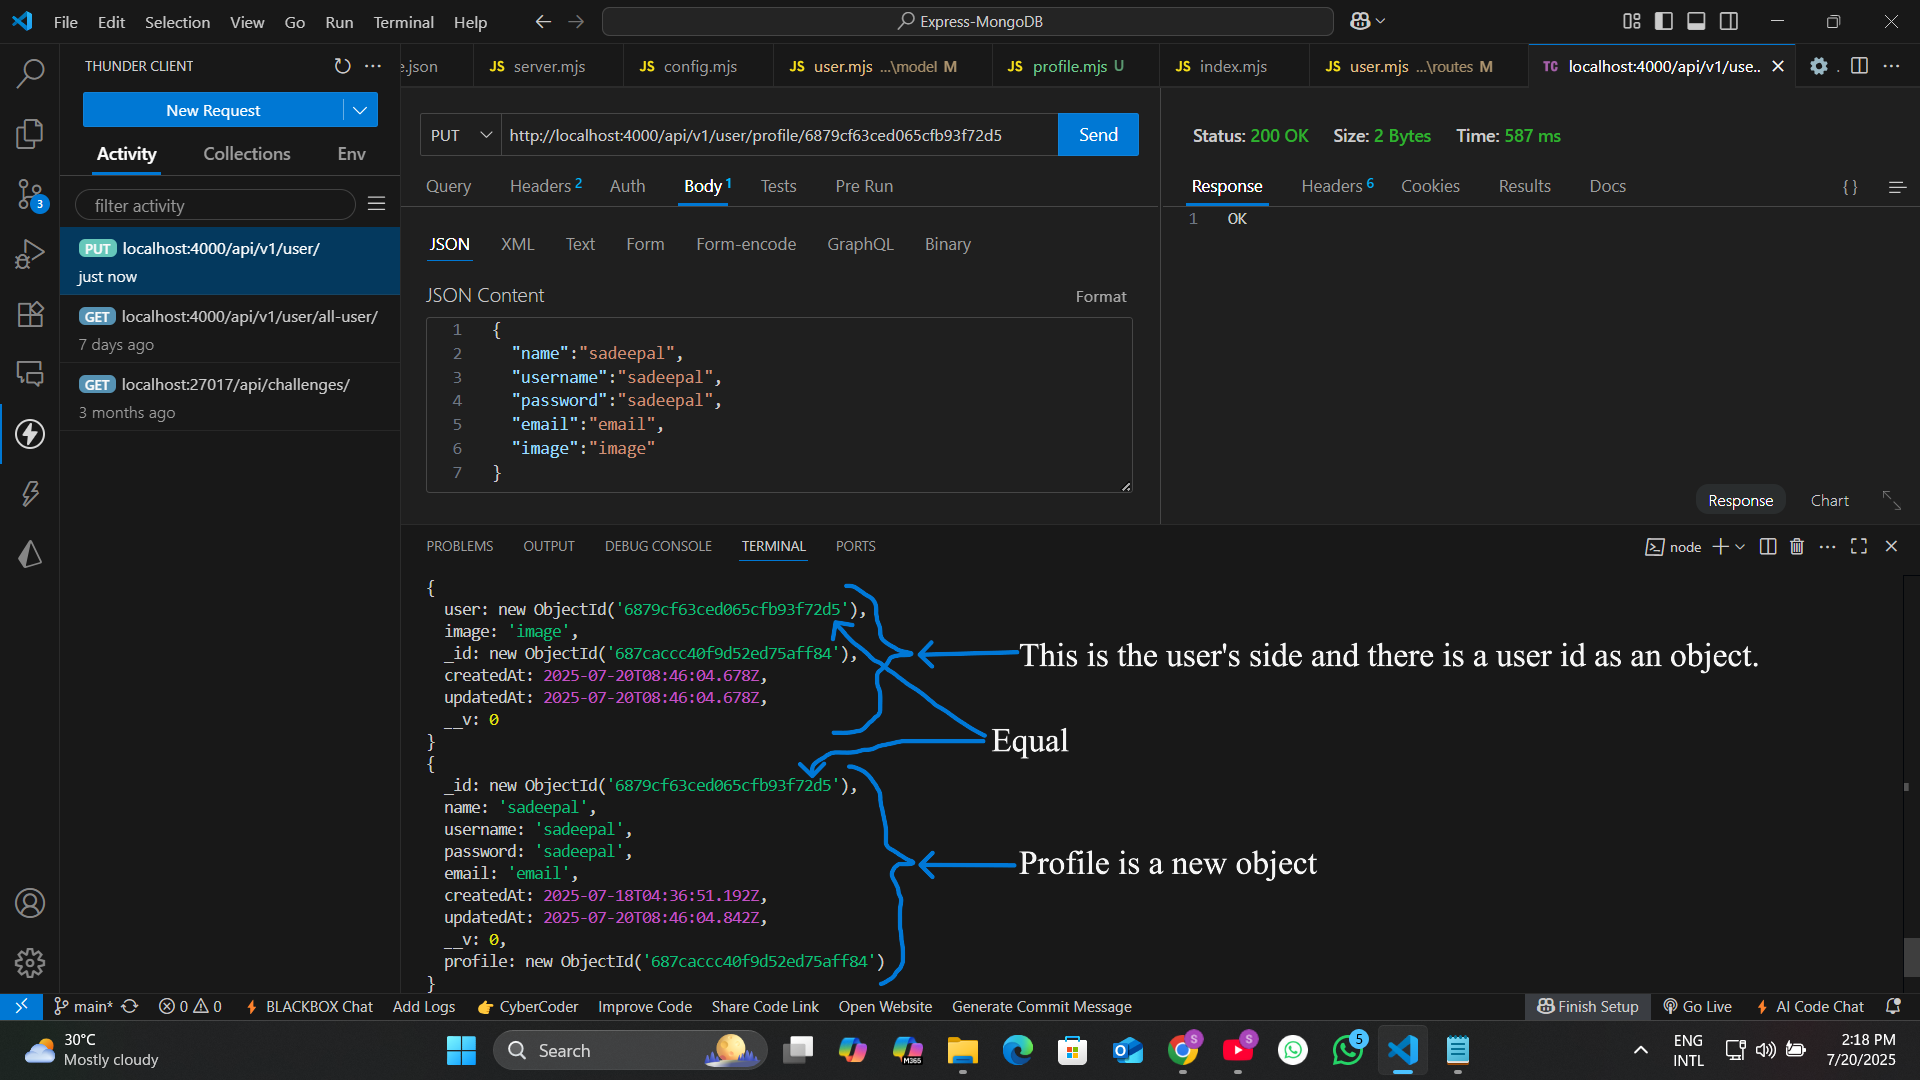 File Edit Selection View Go Run Terminal Help
Express-MongoDB
THUNDER CLIENT
New Request
Activity Collections Env
filter activity
PUT localhost:4000/api/v1/user/
just now
GET localhost:4000/api/v1/user/all-user/
7 days ago
GET localhost:27017/api/challenges/
3 months ago
3
e.json JS server.mjs JS config.mjs JS user.mjs ...\model M JS profile.mjs U JS index.mjs JS user.mjs ...\routes M TC localhost:4000/api/v1/use..
PUT http://localhost:4000/api/v1/user/profile/6879cf63ced065cfb93f72d5 Send
Query Headers 2 Auth Body 1 Tests Pre Run
JSON XML Text Form Form-encode GraphQL Binary
JSON Content Format
1 {
2 "name":"sadeepal",
3 "username":"sadeepal",
4 "password":"sadeepal",
5 "email":"email",
6 "image":"image"
7 }
Status: 200 OK Size: 2 Bytes Time: 587 ms
Response Headers 6 Cookies Results Docs {}
1 OK
Response Chart
PROBLEMS OUTPUT DEBUG CONSOLE TERMINAL PORTS
node
{
user: new ObjectId('6879cf63ced065cfb93f72d5'),
image: 'image',
_id: new ObjectId('687caccc40f9d52ed75aff84'),
createdAt: 2025-07-20T08:46:04.678Z,
updatedAt: 2025-07-20T08:46:04.678Z,
__v: 0
}
This is the user's side and there is a user id as an object.
Equal
{
_id: new ObjectId('6879cf63ced065cfb93f72d5'),
name: 'sadeepal',
username: 'sadeepal',
password: 'sadeepal',
email: 'email',
createdAt: 2025-07-18T04:36:51.192Z,
updatedAt: 2025-07-20T08:46:04.842Z,
__v: 0,
profile: new ObjectId('687caccc40f9d52ed75aff84')
}
Profile is a new object
main* 0 0 BLACKBOX Chat Add Logs CyberCoder Improve Code Share Code Link Open Website Generate Commit Message Finish Setup Go Live AI Code Chat
30°C
Mostly cloudy
Search
M365
S
S
5
ENG
INTL
2:18 PM
7/20/2025